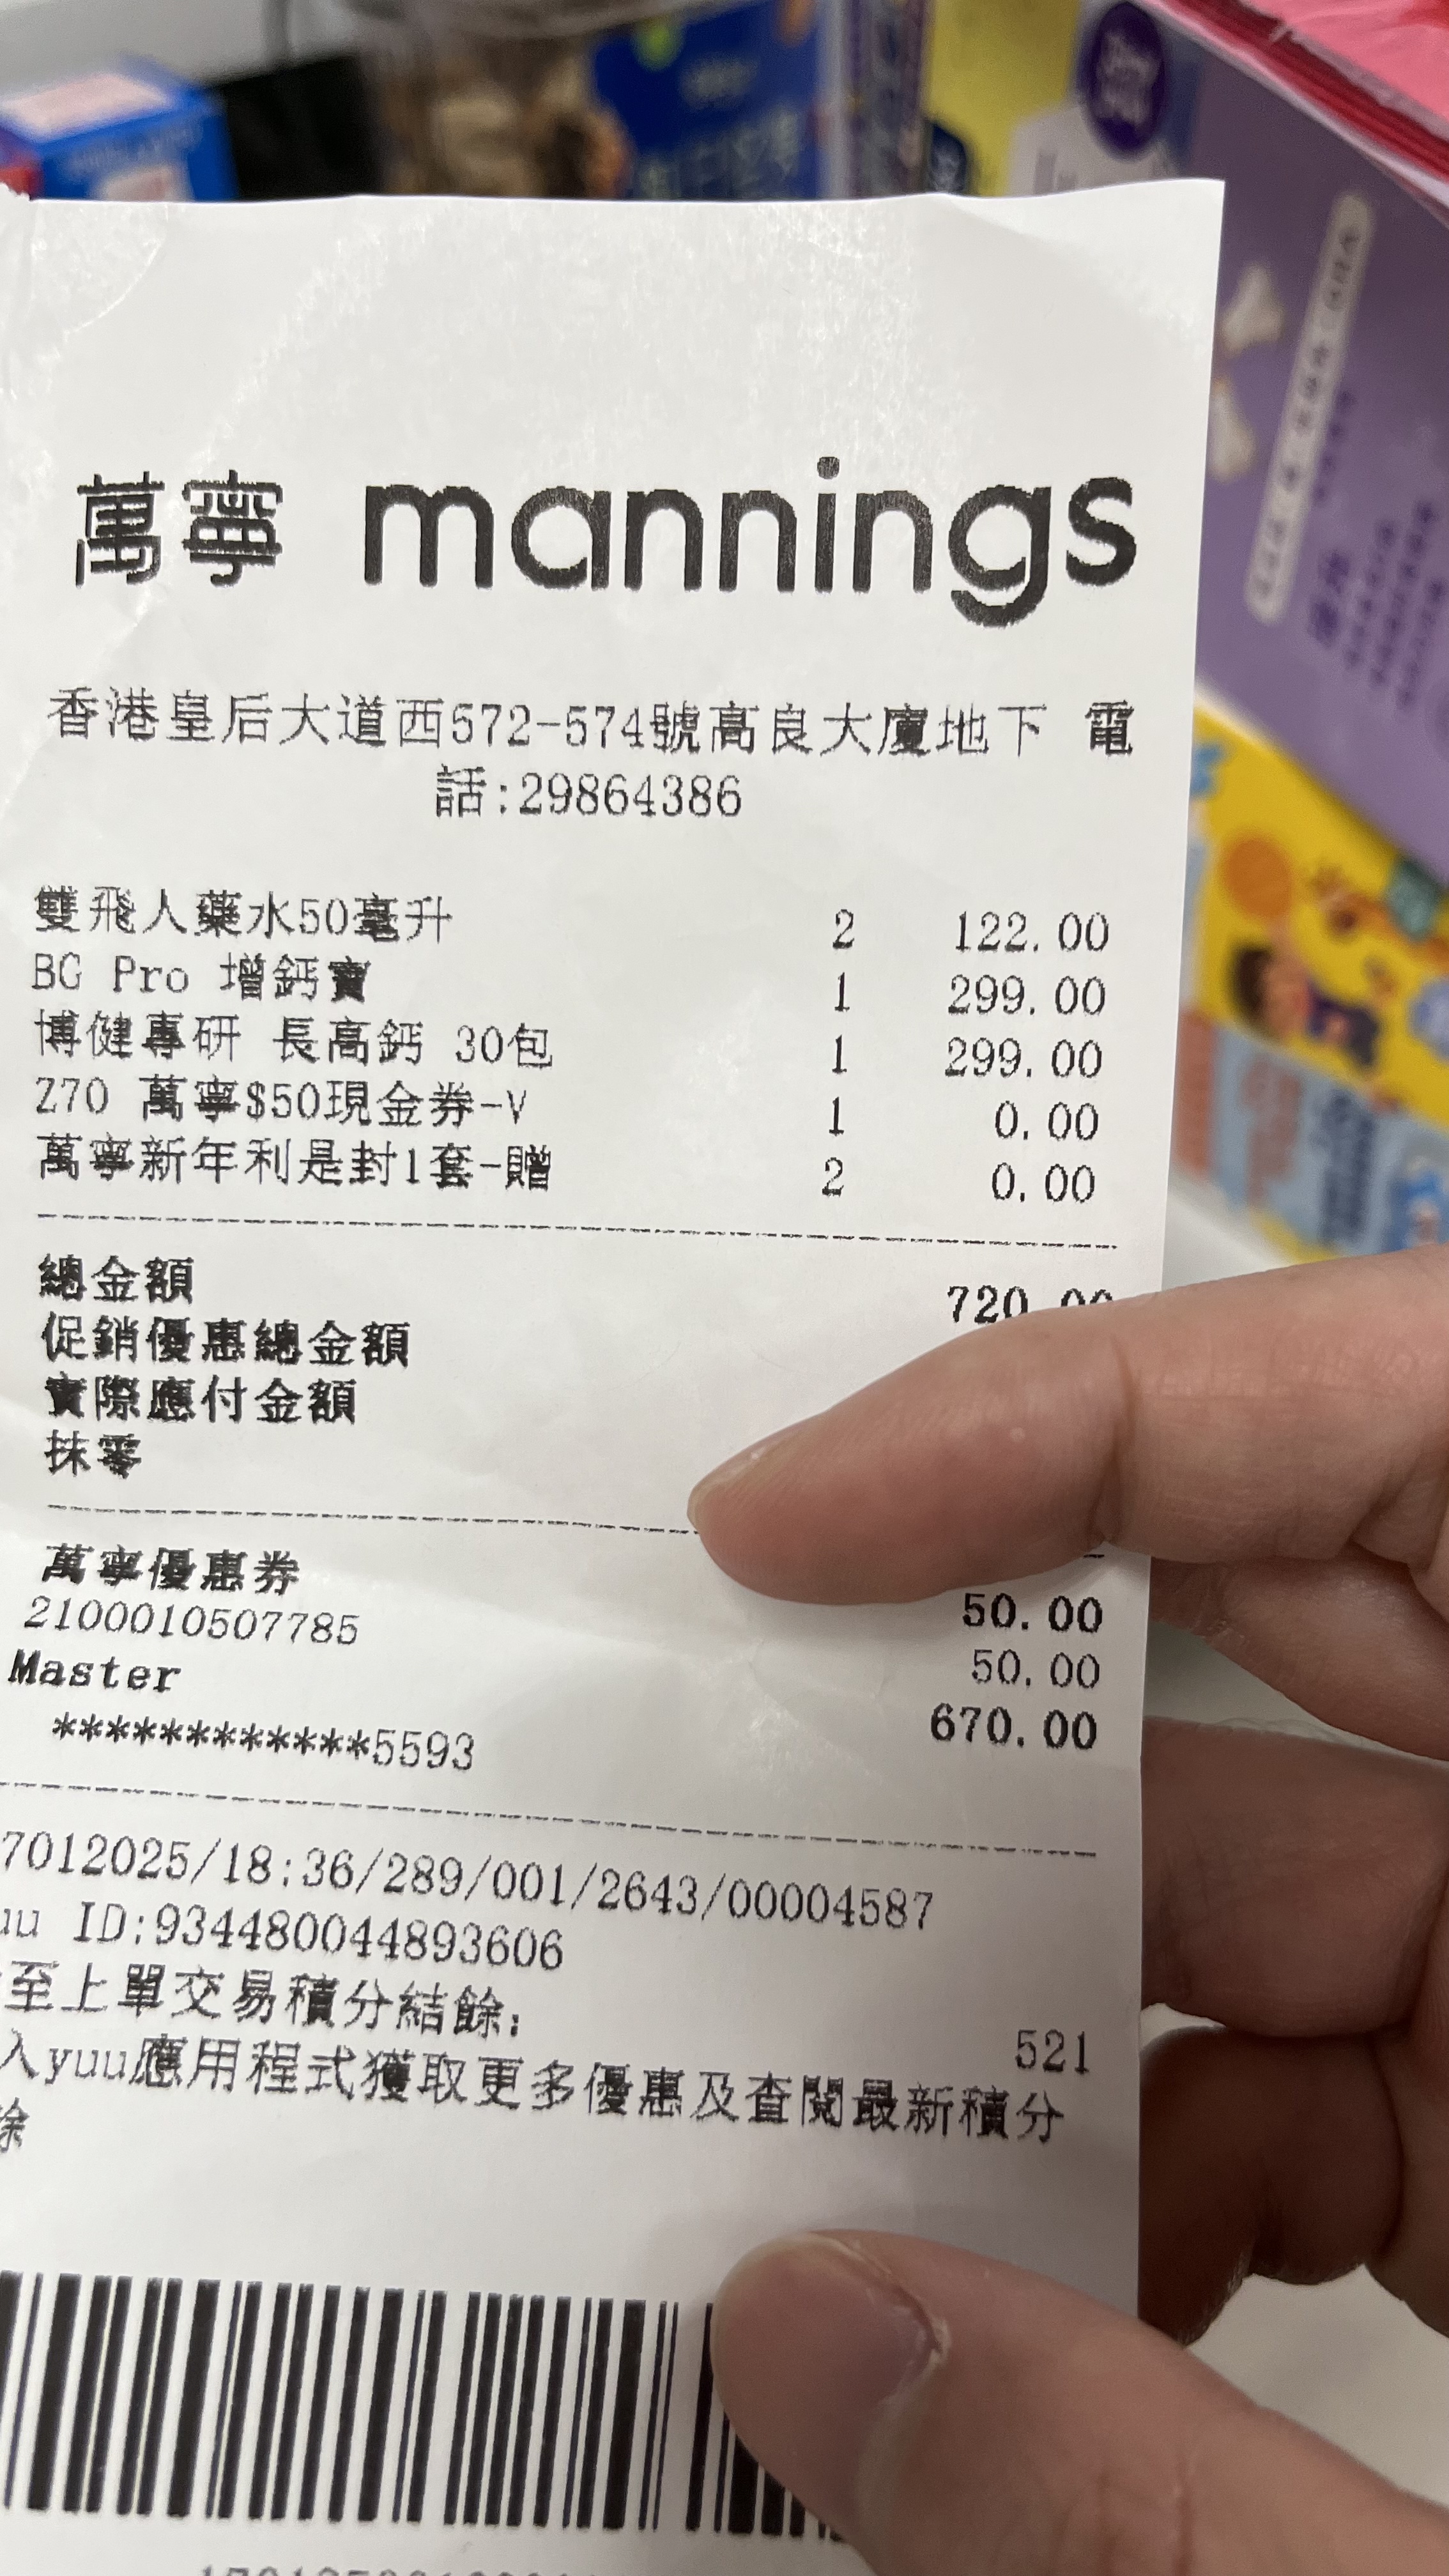 萬寧 mannings
香港皇后大道西572-574號高良大廈地下 電
話:29864386
雙飛人藥水50毫升 2 122.00
BG Pro 增鈣寶 1 299.00
博健專研 長高鈣 30包 1 299.00
Z70 萬寧$50現金券-V 1 0.00
萬寧新年利是封1套-贈 2 0.00
總金額 720.00
促銷優惠總金額
實際應付金額
抹零
萬寧優惠券 50.00
2100010507785 50.00
Master 670.00
************5593
7012025/18:36/289/001/2643/00004587
uu ID:9344800044893606
至上單交易積分結餘: 521
入yuu應用程式獲取更多優惠及查閱最新積分
餘